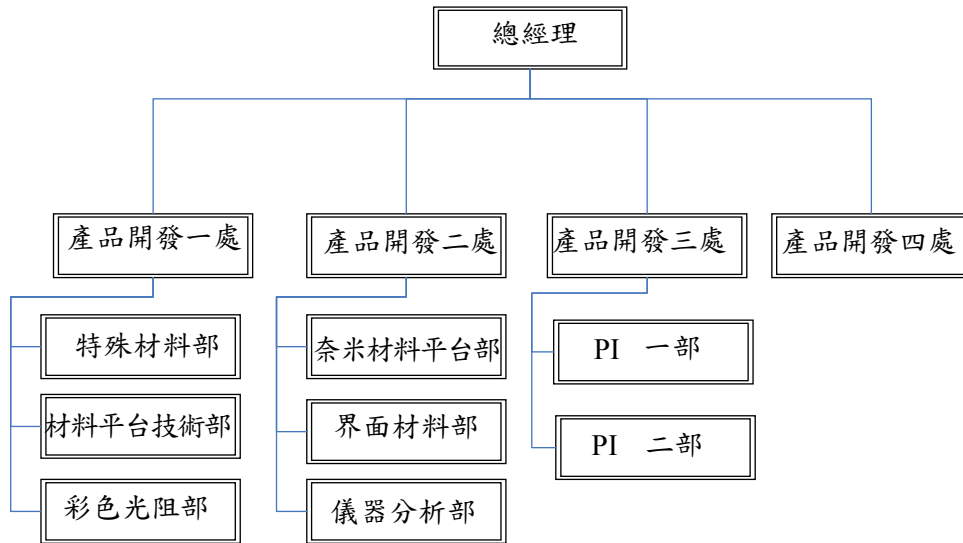 總經理
產品開發一處
產品開發二處
產品開發三處
產品開發四處
特殊材料部
奈米材料平台部
PI 一部
材料平台技術部
界面材料部
PI 二部
彩色光阻部
儀器分析部